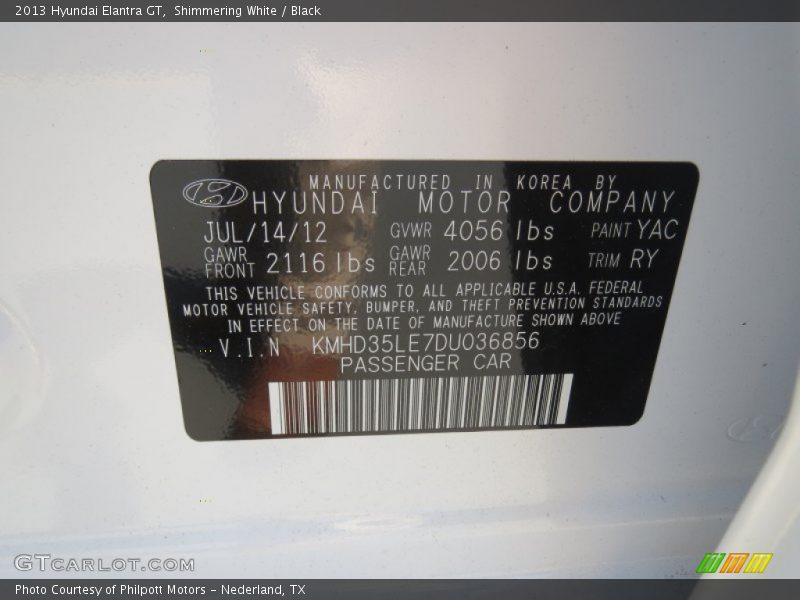 2013 Hyundai Elantra GT,  Shimmering White / Black
MANUFACTURED IN KOREA BY
HYUNDAI MOTOR COMPANY
JUL/14/12 GVWR 4056 lbs PAINT YAC
GAWR FRONT 2116 lbs GAWR REAR 2006 lbs TRIM RY
THIS VEHICLE CONFORMS TO ALL APPLICABLE U.S.A. FEDERAL
MOTOR VEHICLE SAFETY, BUMPER, AND THEFT PREVENTION STANDARDS
IN EFFECT ON THE DATE OF MANUFACTURE SHOWN ABOVE
V.I.N KMHD35LE7DU036856
PASSENGER CAR
GTCARLOT.COM
Photo Courtesy of Philpott Motors - Nederland, TX